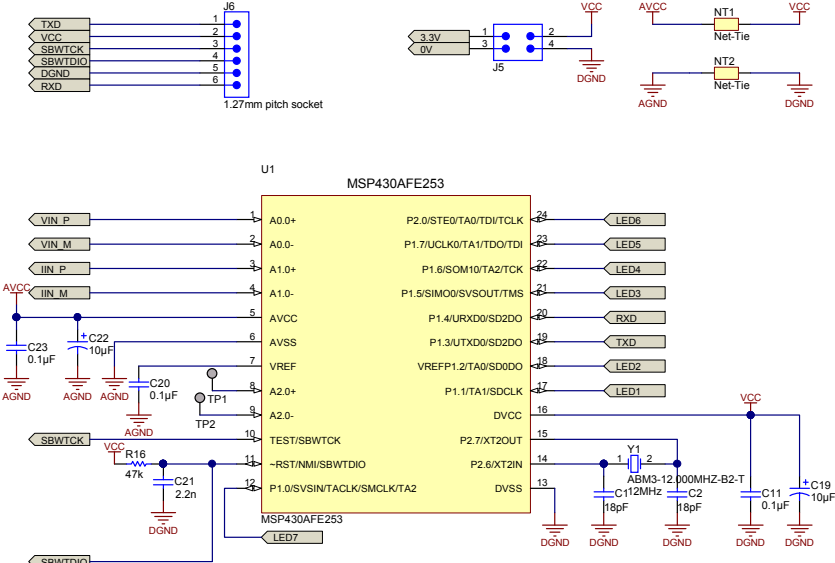 J6
TXD 1
VCC 2
SBWTCK 3
SBWTDIO 4
DGND 5
RXD 6
1.27mm pitch socket
3.3V 1 2
0V 3 4
J5
VCC
DGND
AVCC NT1 VCC
Net-Tie
NT2
Net-Tie
AGND DGND
U1
MSP430AFE253
VIN_P 1 A0.0+ P2.0/STE0/TA0/TDI/TCLK 24 LED6
VIN_M 2 A0.0- P1.7/UCLK0/TA1/TDO/TDI 23 LED5
IIN_P 3 A1.0+ P1.6/SOM10/TA2/TCK 22 LED4
AVCC IIN_M 4 A1.0- P1.5/SIMO0/SVSOUT/TMS 21 LED3
5 AVCC P1.4/URXD0/SD2DO 20 RXD
6 AVSS P1.3/UTXD0/SD2DO 19 TXD
7 VREF VREFP1.2/TA0/SD0DO 18 LED2
8 A2.0+ P1.1/TA1/SDCLK 17 LED1
9 A2.0- DVCC 16
SBWTCK 10 TEST/SBWTCK P2.7/XT2OUT 15
11 ~RST/NMI/SBWTDIO P2.6/XT2IN 14
12 P1.0/SVSIN/TACLK/SMCLK/TA2 DVSS 13
MSP430AFE253
LED7
C23
0.1µF
AGND
+
C22
10µF
AGND
AGND
C20
0.1µF
AGND
TP1
TP2
VCC
R16
47k
C21
2.2n
DGND
SBWTDIO
DGND
Y1
1 2
ABM3-12.000MHZ-B2-T
12MHz
C1
18pF
DGND
C2
18pF
DGND
VCC
C11
0.1µF
DGND
+
C19
10µF
DGND